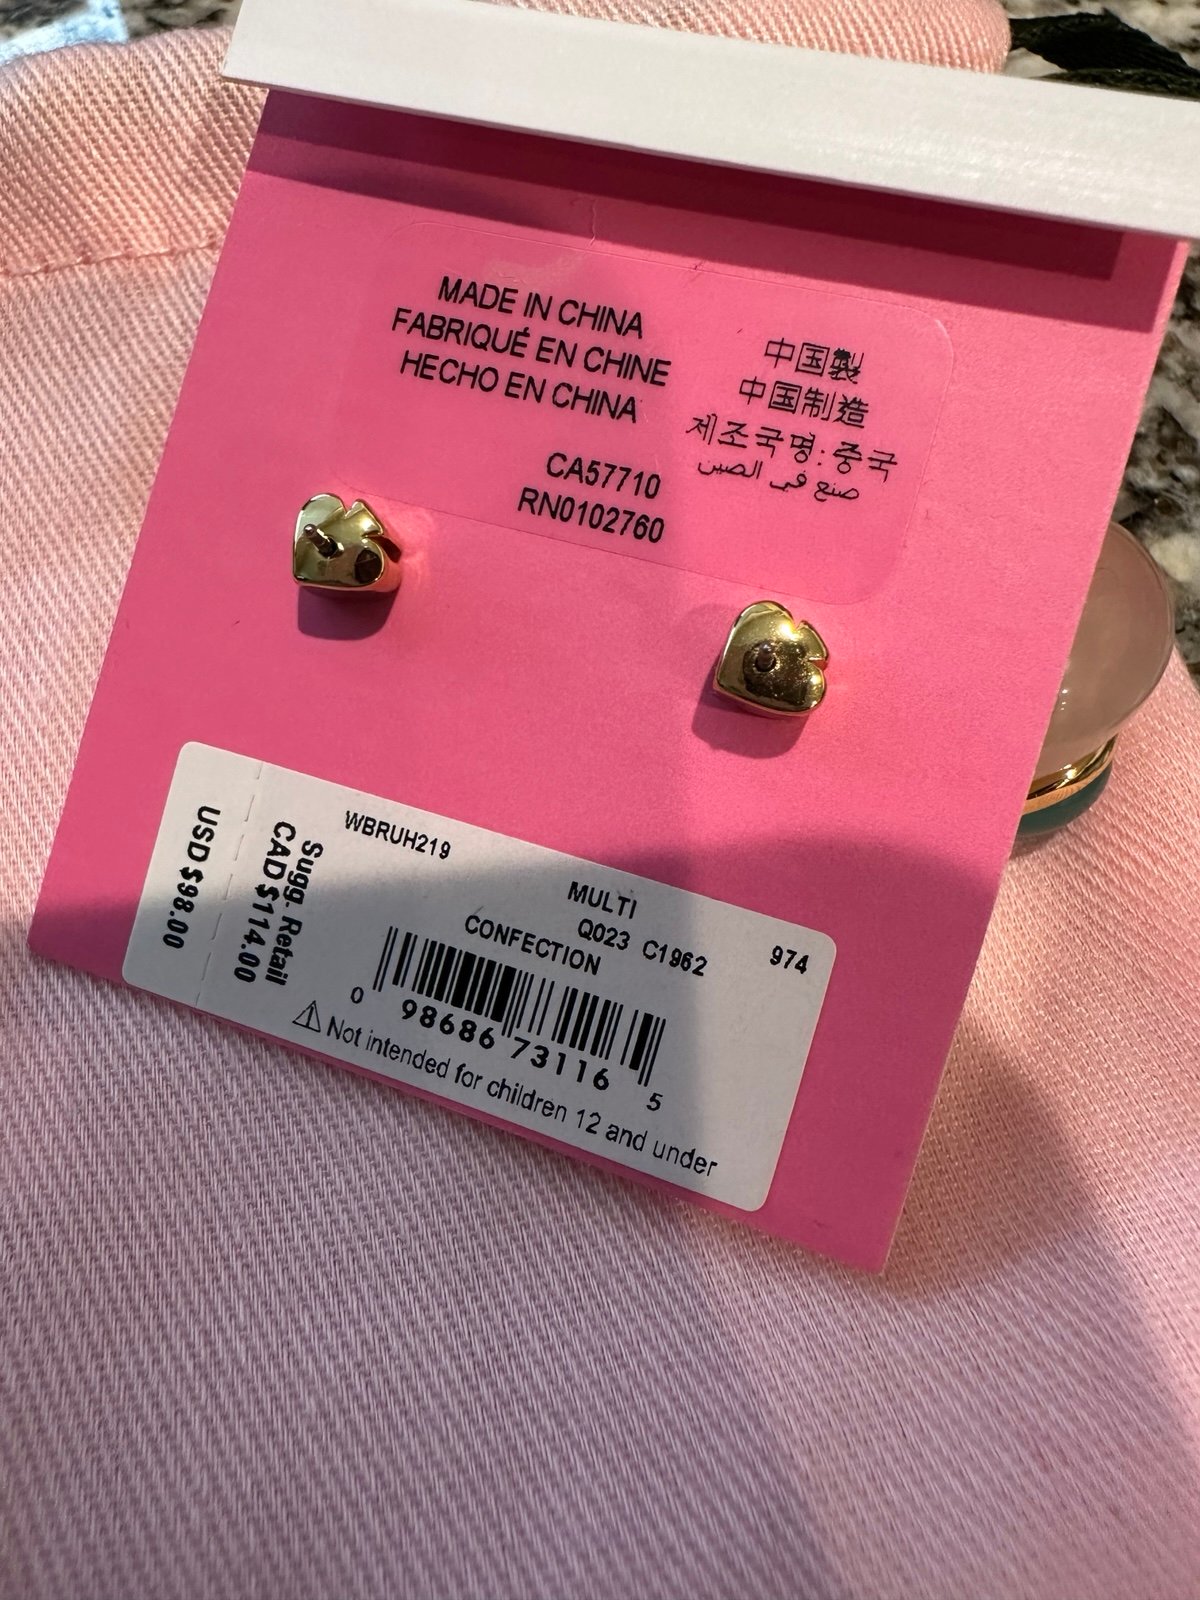 MADE IN CHINA
FABRIQUÉ EN CHINE
HECHO EN CHINA
中国製
中国制造
제조국명: 중국
صنع في الصين
CA57710
RN0102760
WBRUH219
MULTI
Q023 C1962
974
CONFECTION
0 98686 73116 5
Not intended for children 12 and under
Sugg. Retail
CAD $114.00
USD $98.00